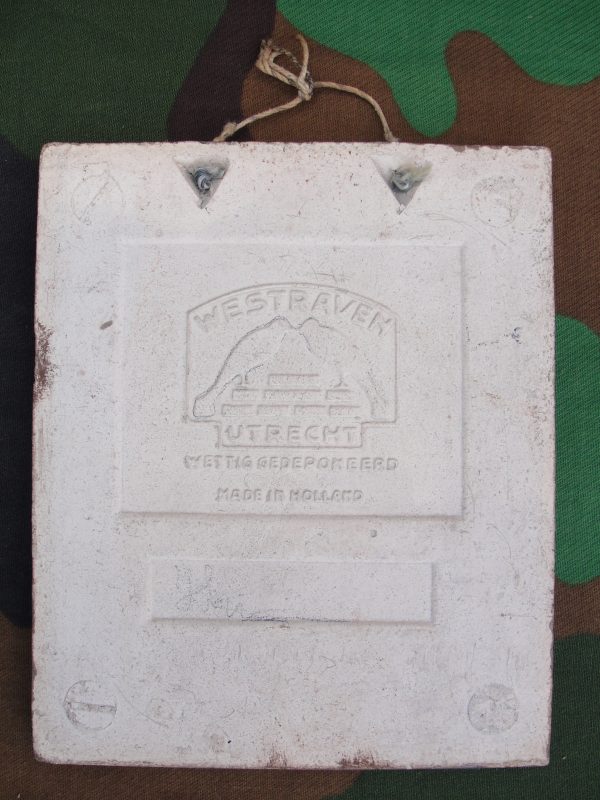 WESTRAVEN
UTRECHT
WETTIG GEDEPONEERD
MADE IN HOLLAND